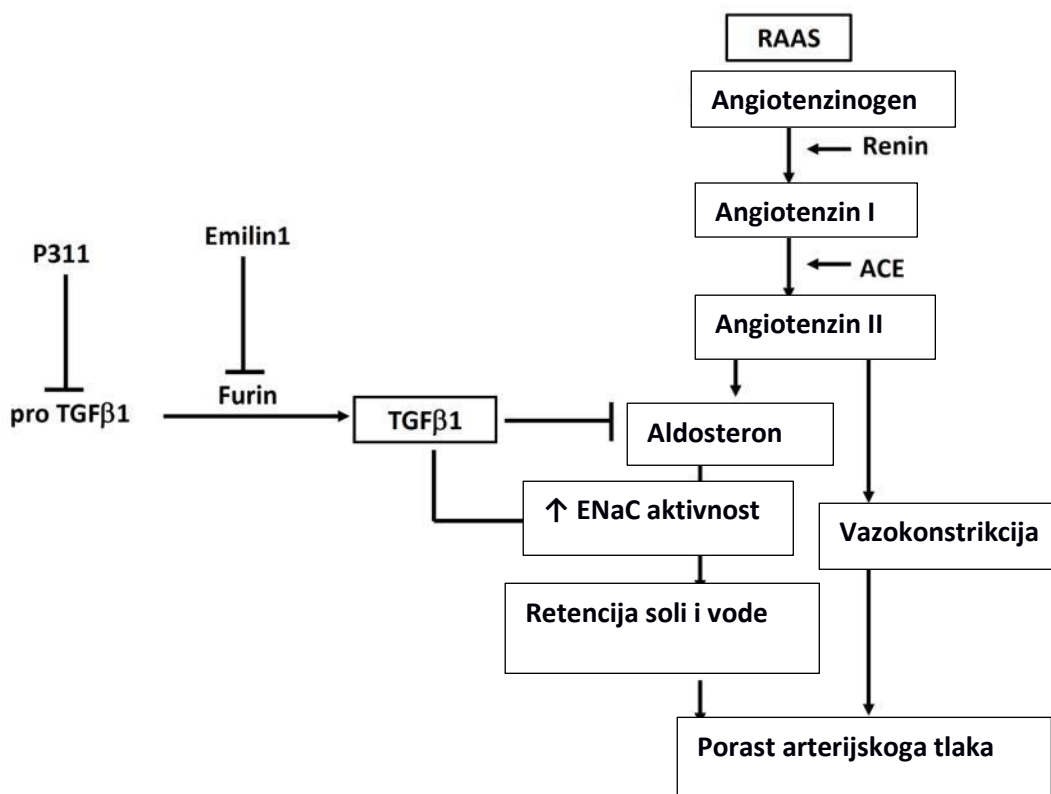 RAAS
Angiotenzinogen
Renin
Angiotenzin I
ACE
Angiotenzin II
Emilin1
P311
Furin
pro TGFβ1
TGFβ1
Aldosteron
↑ ENaC aktivnost
Vazokonstrikcija
Retencija soli i vode
Porast arterijskoga tlaka